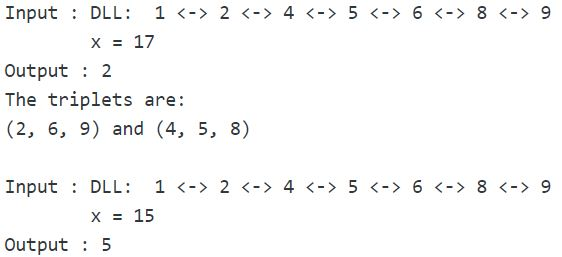 Input : DLL:  1 <-> 2 <-> 4 <-> 5 <-> 6 <-> 8 <-> 9
        x = 17
Output : 2
The triplets are:
(2, 6, 9) and (4, 5, 8)

Input : DLL:  1 <-> 2 <-> 4 <-> 5 <-> 6 <-> 8 <-> 9
        x = 15
Output : 5